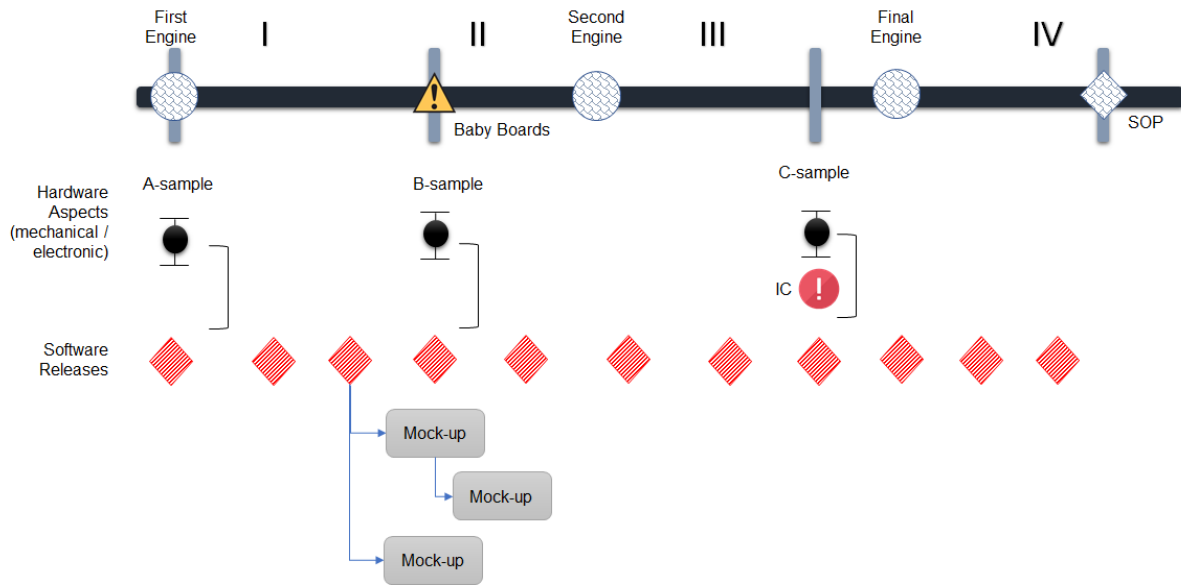 First
Engine
I
II
Second
Engine
III
Final
Engine
IV
Baby Boards
SOP
Hardware
Aspects
(mechanical /
electronic)
A-sample
B-sample
C-sample
IC
Software
Releases
Mock-up
Mock-up
Mock-up